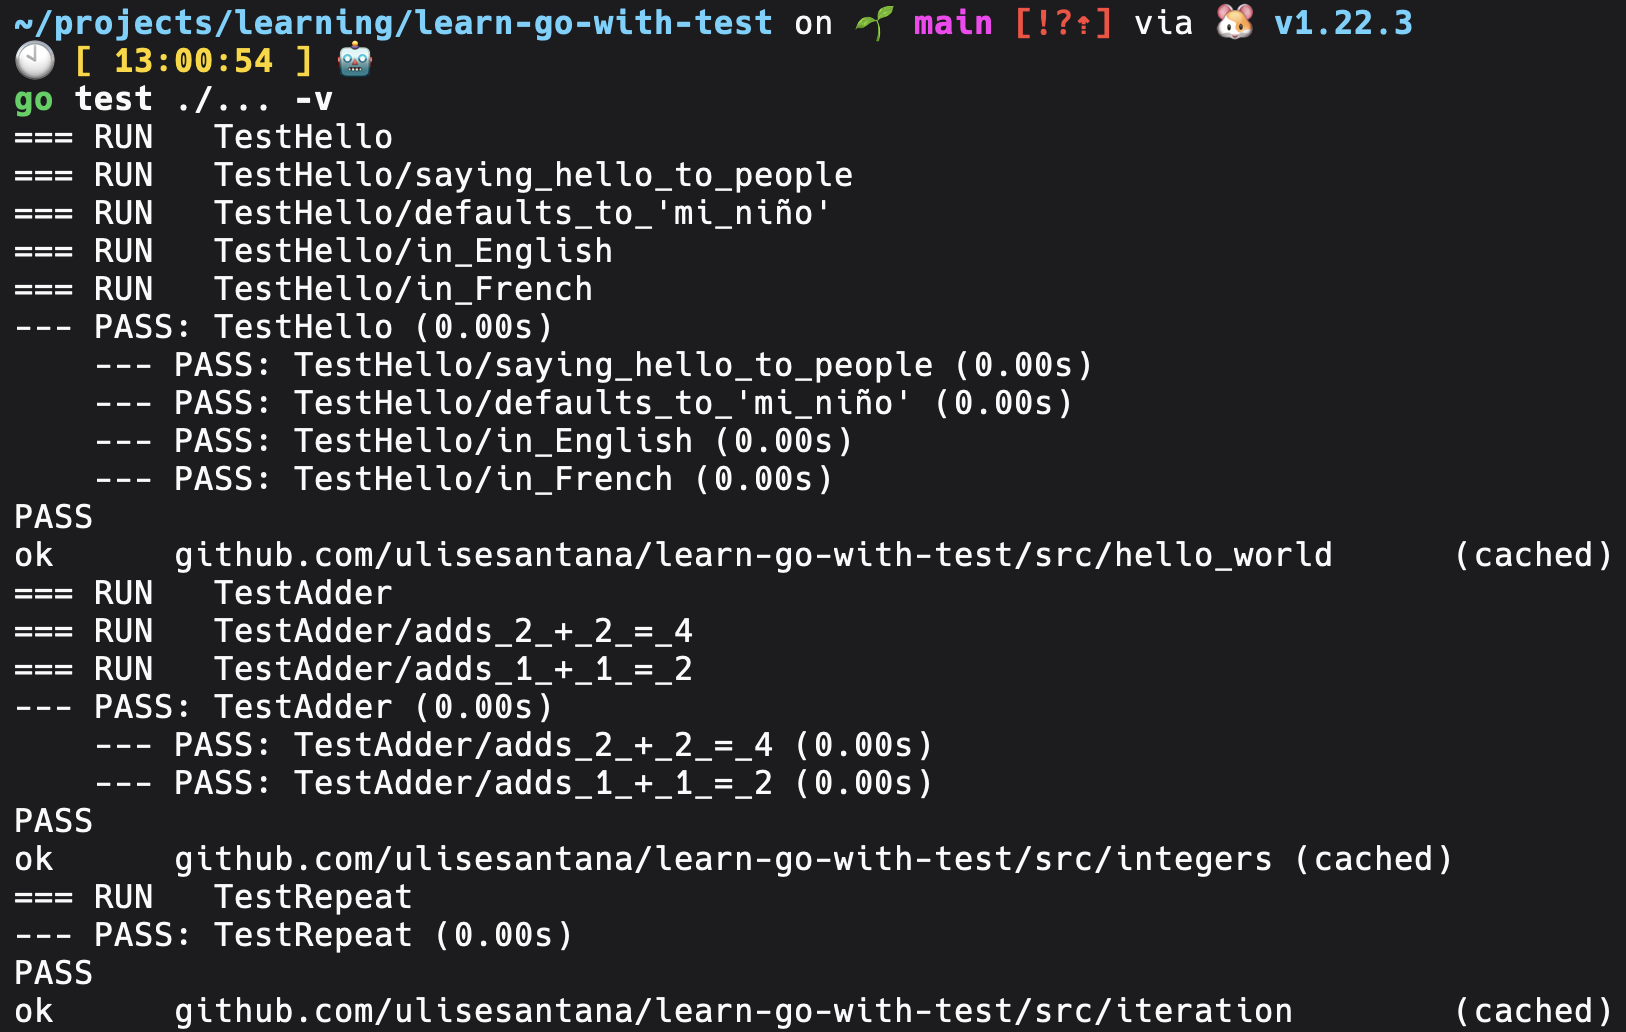 ~/projects/learning/learn-go-with-test on 🌱 main [!?⇡] via 🐹 v1.22.3
🕙 [ 13:00:54 ] 🤖
go test ./... -v
=== RUN   TestHello
=== RUN   TestHello/saying_hello_to_people
=== RUN   TestHello/defaults_to_'mi_niño'
=== RUN   TestHello/in_English
=== RUN   TestHello/in_French
--- PASS: TestHello (0.00s)
    --- PASS: TestHello/saying_hello_to_people (0.00s)
    --- PASS: TestHello/defaults_to_'mi_niño' (0.00s)
    --- PASS: TestHello/in_English (0.00s)
    --- PASS: TestHello/in_French (0.00s)
PASS
ok      github.com/ulisesantana/learn-go-with-test/src/hello_world      (cached)
=== RUN   TestAdder
=== RUN   TestAdder/adds_2_+_2_=_4
=== RUN   TestAdder/adds_1_+_1_=_2
--- PASS: TestAdder (0.00s)
    --- PASS: TestAdder/adds_2_+_2_=_4 (0.00s)
    --- PASS: TestAdder/adds_1_+_1_=_2 (0.00s)
PASS
ok      github.com/ulisesantana/learn-go-with-test/src/integers (cached)
=== RUN   TestRepeat
--- PASS: TestRepeat (0.00s)
PASS
ok      github.com/ulisesantana/learn-go-with-test/src/iteration        (cached)